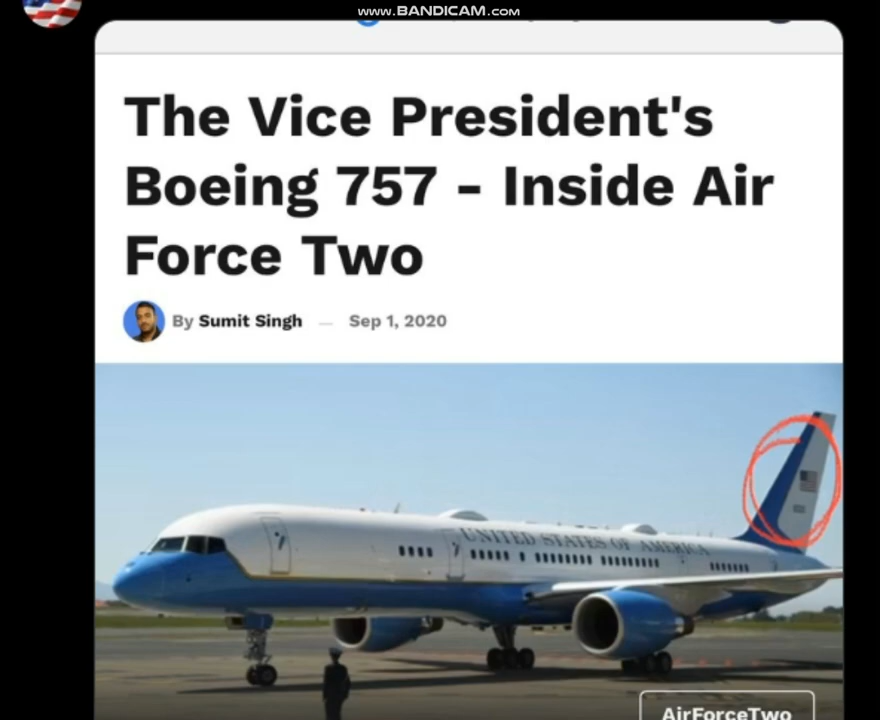 www.BANDICAM.com
The Vice President's
Boeing 757 - Inside Air
Force Two
By Sumit Singh — Sep 1, 2020
UNITED STATES OF AMERICA
AirForceTwo